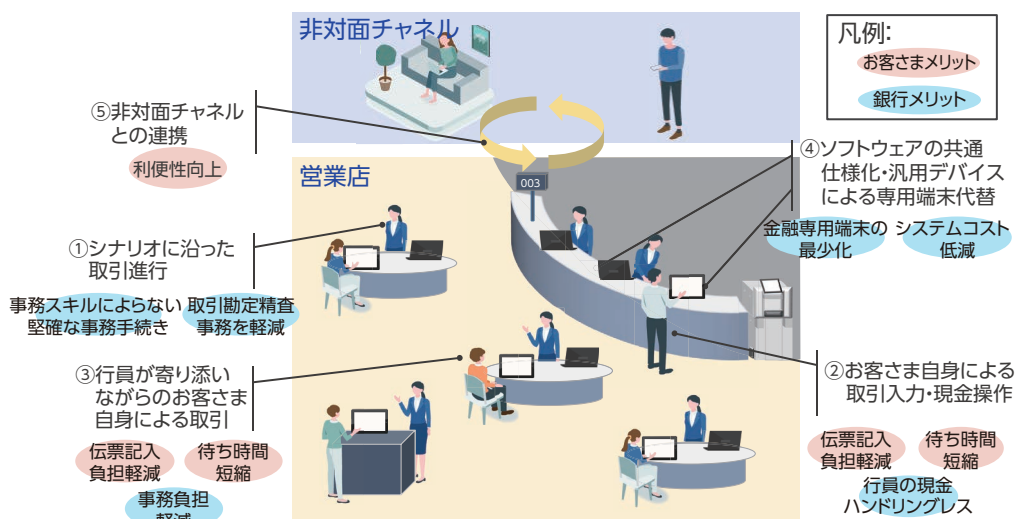 非対面チャネル
凡例:
お客さまメリット
銀行メリット
⑤非対面チャネル
との連携
利便性向上
営業店
003
④ソフトウェアの共通
仕様化・汎用デバイス
による専用端末代替
金融専用端末の
最少化
システムコスト
低減
①シナリオに沿った
取引進行
事務スキルによらない
堅確な事務手続き
取引勘定精査
事務を軽減
③行員が寄り添い
ながらのお客さま
自身による取引
伝票記入
負担軽減
待ち時間
短縮
事務負担
軽減
②お客さま自身による
取引入力・現金操作
伝票記入
負担軽減
待ち時間
短縮
行員の現金
ハンドリングレス